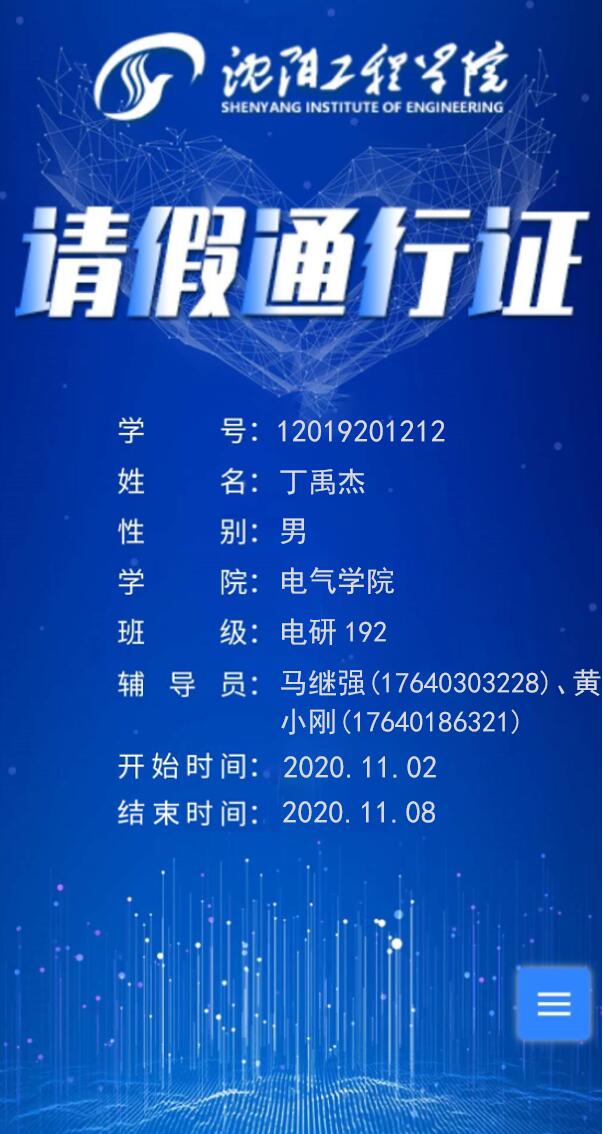 沈阳工程学院
SHENYANG INSTITUTE OF ENGINEERING
请假通行证
学 号：12019201212
姓 名：丁禹杰
性 别：男
学 院：电气学院
班 级：电研192
辅 导 员：马继强(17640303228)、黄
小刚(17640186321)
开始时间：2020.11.02
结束时间：2020.11.08